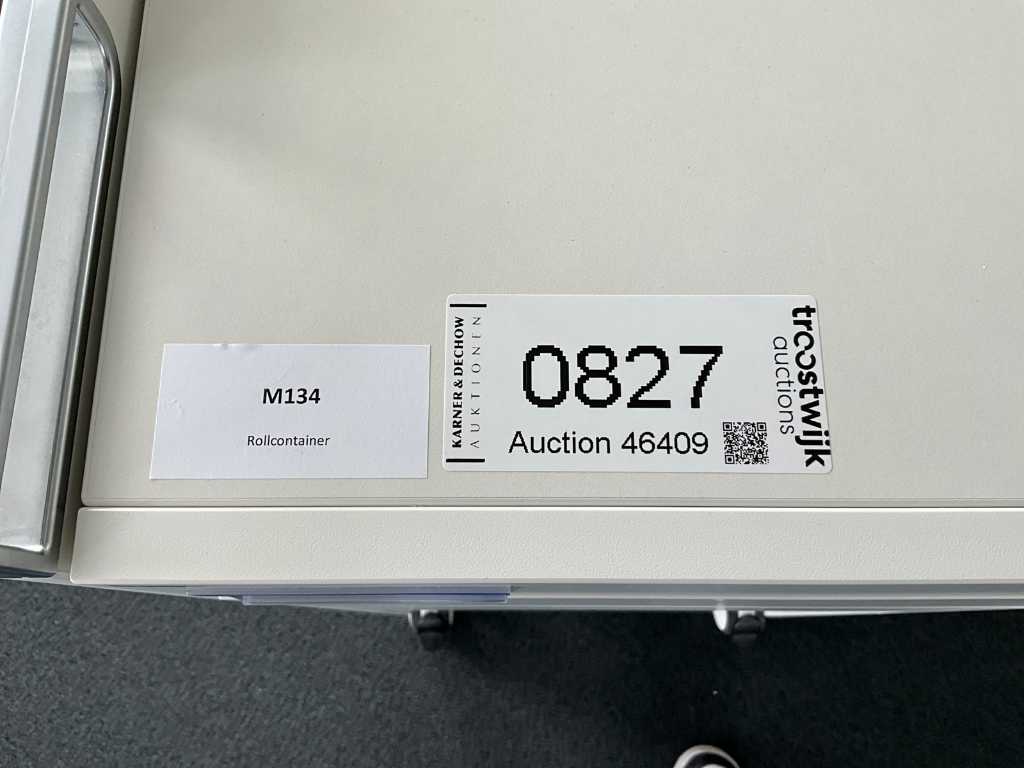 M134
Rollcontainer
KARNER & DECHOW
AUKTIONEN
0827
Auction 46409
troostwijk
auctions